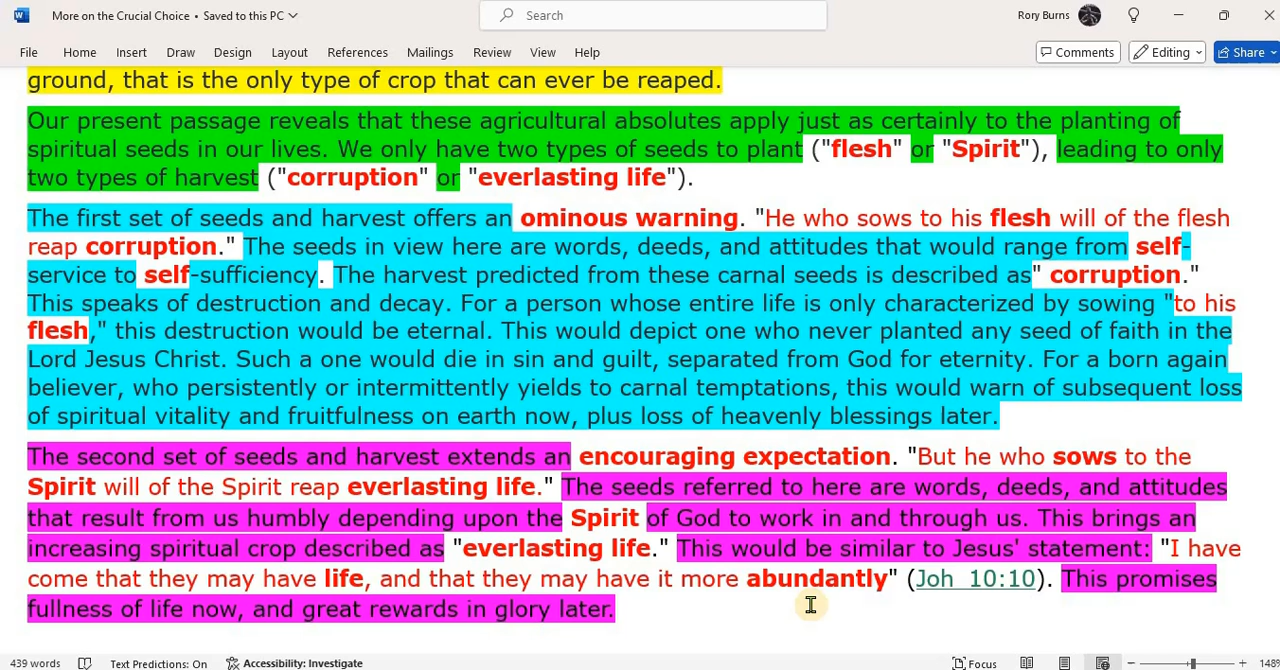 More on the Crucial Choice • Saved to this PC
Search
Rory Burns
File Home Insert Draw Design Layout References Mailings Review View Help
Comments Editing Share
ground, that is the only type of crop that can ever be reaped.
Our present passage reveals that these agricultural absolutes apply just as certainly to the planting of
spiritual seeds in our lives. We only have two types of seeds to plant ("flesh" or "Spirit"), leading to only
two types of harvest ("corruption" or "everlasting life").
The first set of seeds and harvest offers an ominous warning. "He who sows to his flesh will of the flesh
reap corruption." The seeds in view here are words, deeds, and attitudes that would range from self-
service to self-sufficiency. The harvest predicted from these carnal seeds is described as" corruption."
This speaks of destruction and decay. For a person whose entire life is only characterized by sowing "to his
flesh," this destruction would be eternal. This would depict one who never planted any seed of faith in the
Lord Jesus Christ. Such a one would die in sin and guilt, separated from God for eternity. For a born again
believer, who persistently or intermittently yields to carnal temptations, this would warn of subsequent loss
of spiritual vitality and fruitfulness on earth now, plus loss of heavenly blessings later.
The second set of seeds and harvest extends an encouraging expectation. "But he who sows to the
Spirit will of the Spirit reap everlasting life." The seeds referred to here are words, deeds, and attitudes
that result from us humbly depending upon the Spirit of God to work in and through us. This brings an
increasing spiritual crop described as "everlasting life." This would be similar to Jesus' statement: "I have
come that they may have life, and that they may have it more abundantly" (Joh 10:10). This promises
fullness of life now, and great rewards in glory later.
439 words Text Predictions: On Accessibility: Investigate Focus 148%